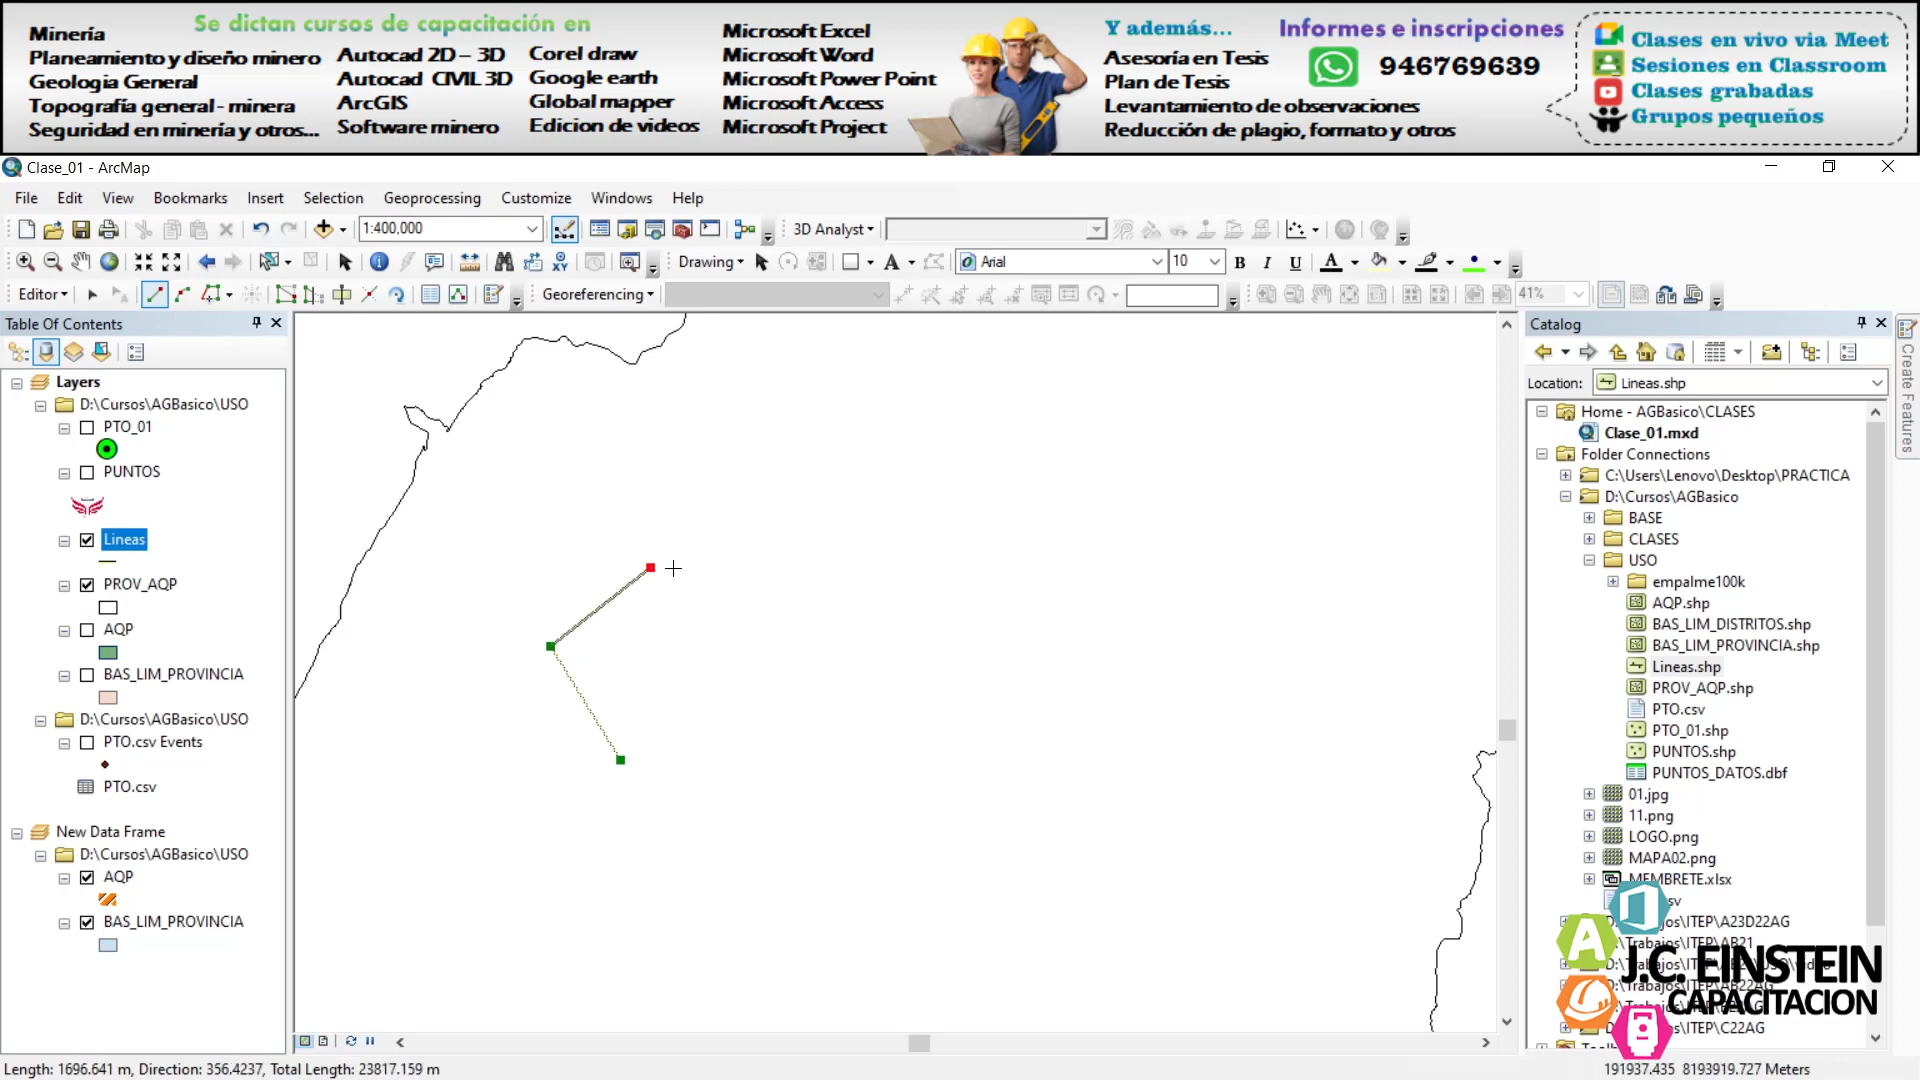 Se dictan cursos de capacitación en
Minería
Planeamiento y diseño minero
Geologia General
Topografía general - minera
Seguridad en minería y otros...
Autocad 2D – 3D
Autocad CIVIL 3D
ArcGIS
Software minero
Corel draw
Google earth
Global mapper
Edicion de videos
Microsoft Excel
Microsoft Word
Microsoft Power Point
Microsoft Access
Microsoft Project
Y además...
Asesoría en Tesis
Plan de Tesis
Levantamiento de observaciones
Reducción de plagio, formato y otros
Informes e inscripciones
946769639
Clases en vivo via Meet
Sesiones en Classroom
Clases grabadas
Grupos pequeños
Clase_01 - ArcMap
File Edit View Bookmarks Insert Selection Geoprocessing Customize Windows Help
1:400,000
3D Analyst
Drawing
Arial
10
B I U A
Editor
Georeferencing
41%
Table Of Contents
Layers
D:\Cursos\AGBasico\USO
PTO_01
PUNTOS
Lineas
PROV_AQP
AQP
BAS_LIM_PROVINCIA
D:\Cursos\AGBasico\USO
PTO.csv Events
PTO.csv
New Data Frame
D:\Cursos\AGBasico\USO
AQP
BAS_LIM_PROVINCIA
Catalog
Location: Lineas.shp
Home - AGBasico\CLASES
Clase_01.mxd
Folder Connections
C:\Users\Lenovo\Desktop\PRACTICA
D:\Cursos\AGBasico
BASE
CLASES
USO
empalme100k
AQP.shp
BAS_LIM_DISTRITOS.shp
BAS_LIM_PROVINCIA.shp
Lineas.shp
PROV_AQP.shp
PTO.csv
PTO_01.shp
PUNTOS.shp
PUNTOS_DATOS.dbf
01.jpg
11.png
LOGO.png
MAPA02.png
MEMBRETE.xlsx
Create Features
J.C. EINSTEIN
CAPACITACION
Length: 1696.641 m, Direction: 356.4237, Total Length: 23817.159 m
191937.435 8193919.727 Meters